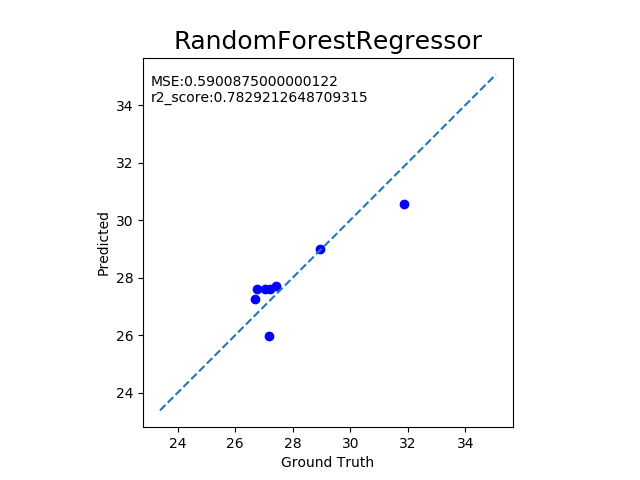 RandomForestRegressor
MSE:0.5900875000000122
r2_score:0.7829212648709315
34
32
30
28
26
24
Predicted
24 26 28 30 32 34
Ground Truth